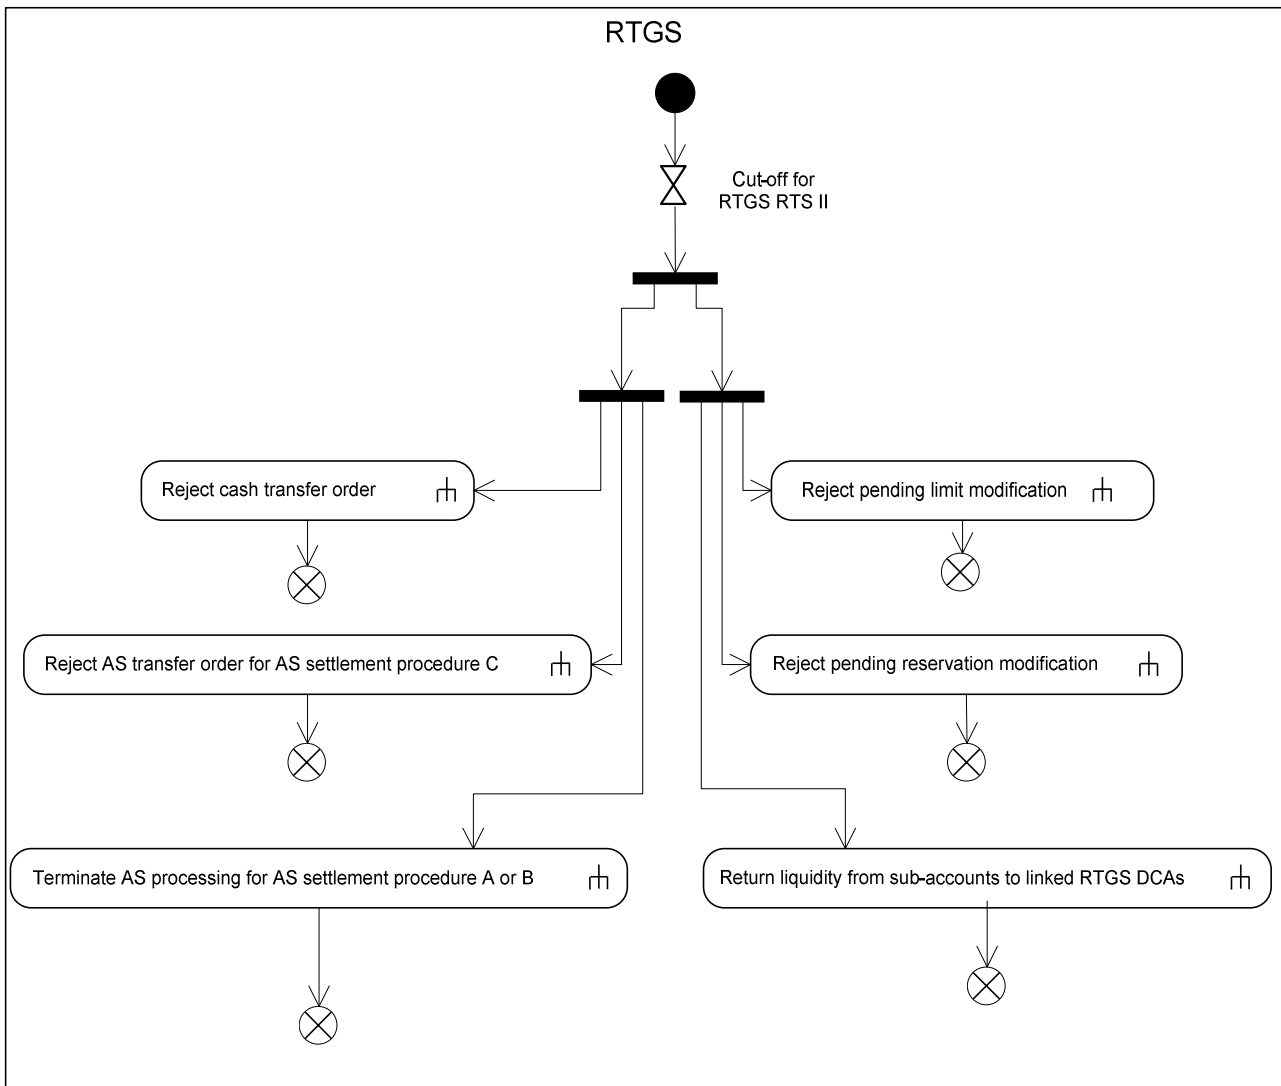 RTGS
Cut-off for
RTGS RTS II
Reject cash transfer order
Reject pending limit modification
Reject AS transfer order for AS settlement procedure C
Reject pending reservation modification
Terminate AS processing for AS settlement procedure A or B
Return liquidity from sub-accounts to linked RTGS DCAs